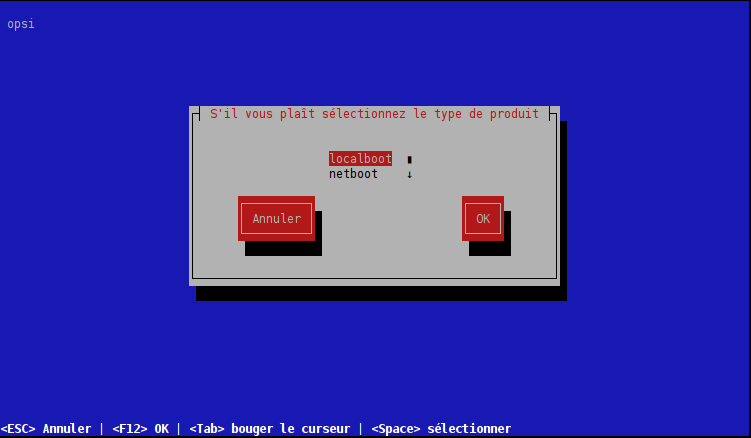 opsi
S'il vous plaît sélectionnez le type de produit
localboot
netboot ↓
Annuler OK
<ESC> Annuler | <F12> OK | <Tab> bouger le curseur | <Space> sélectionner